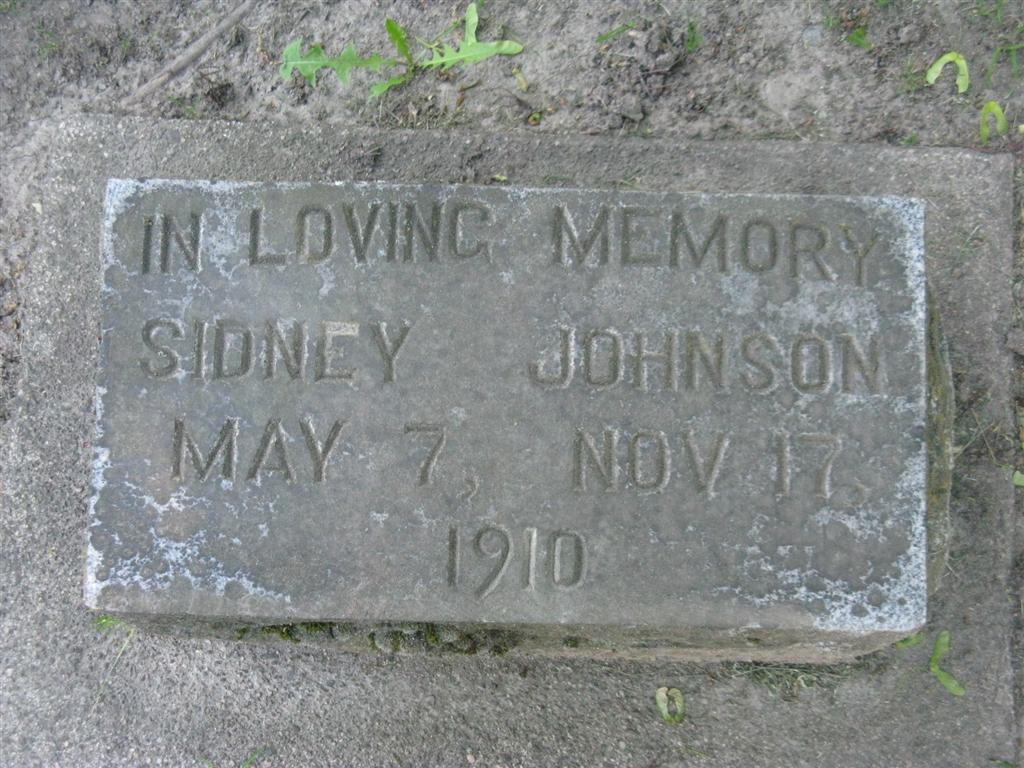 IN LOVING MEMORY
SIDNEY JOHNSON
MAY 7, NOV 17,
1910